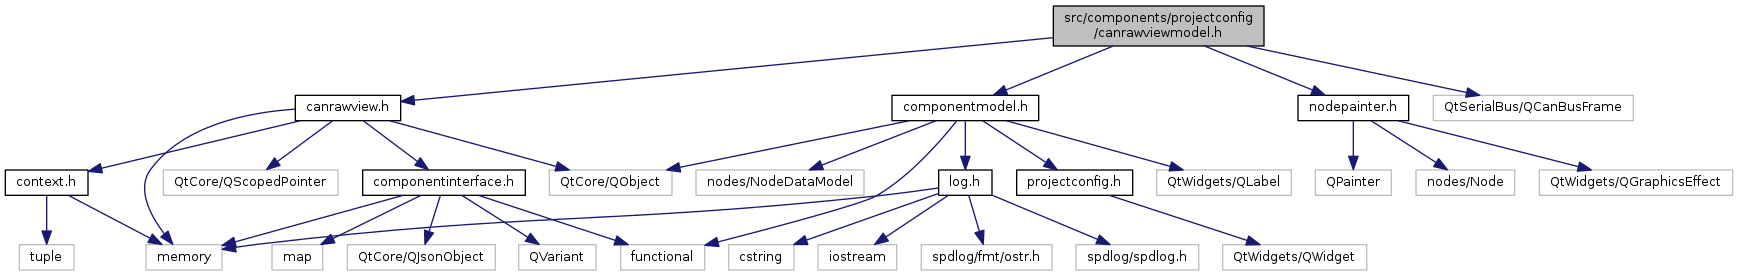 src/components/projectconfig
/canrawviewmodel.h
canrawview.h
componentmodel.h
nodepainter.h
QtSerialBus/QCanBusFrame
context.h
QtCore/QScopedPointer
componentinterface.h
QtCore/QObject
nodes/NodeDataModel
log.h
projectconfig.h
QtWidgets/QLabel
QPainter
nodes/Node
QtWidgets/QGraphicsEffect
tuple
memory
map
QtCore/QJsonObject
QVariant
functional
cstring
iostream
spdlog/fmt/ostr.h
spdlog/spdlog.h
QtWidgets/QWidget